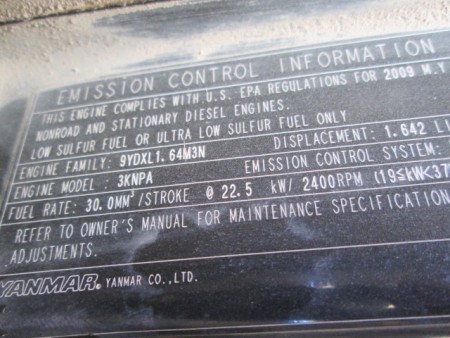 EMISSION CONTROL INFORMATION
THIS ENGINE COMPLIES WITH U.S. EPA REGULATIONS FOR 2009 M.Y
NONROAD AND STATIONARY DIESEL ENGINES.
LOW SULFUR FUEL OR ULTRA LOW SULFUR FUEL ONLY
ENGINE FAMILY: 9YDXL1.64M3N DISPLACEMENT: 1.642 LI
ENGINE MODEL: 3KNPA EMISSION CONTROL SYSTEM:
FUEL RATE: 30.0MM³/STROKE @ 22.5 kW/ 2400RPM (19≦kW<37
REFER TO OWNER'S MANUAL FOR MAINTENANCE SPECIFICATION
ADJUSTMENTS.
YANMAR® YANMAR CO.,LTD.